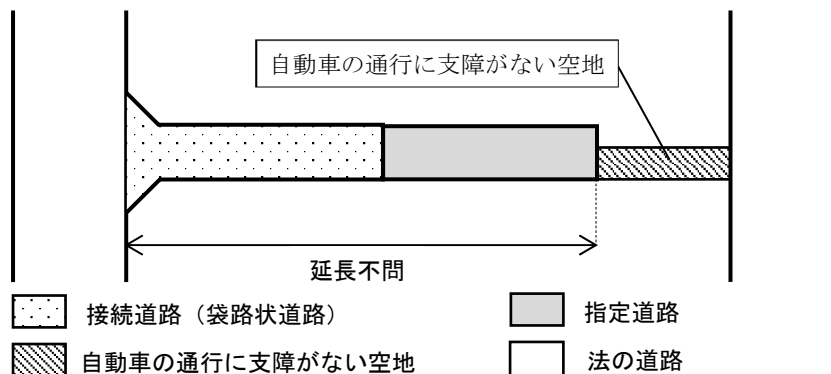 自動車の通行に支障がない空地
延長不問
接続道路（袋路状道路）
指定道路
自動車の通行に支障がない空地
法の道路